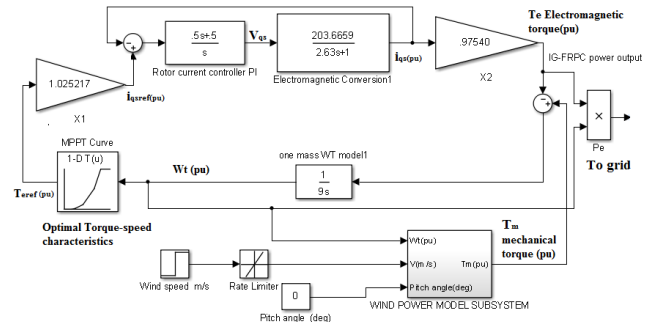 Te Electromagnetic
torque(pu)
.5s+.5
s
Rotor current controller PI
Vqs
203.6659
2.63s+1
Electromagnetic Conversion1
iqs(pu)
.97540
X2
IG-FRPC power output
1.025217
X1
iqsref(pu)
×
Pe
To grid
MPPT Curve
1-D T(u)
Teref (pu)
Optimal Torque-speed
characteristics
Wt (pu)
one mass WT model1
1
9s
Tm
mechanical
torque (pu)
Wt(pu)
V(m /s)
Pitch angle(deg)
Tm (pu)
WIND POWER MODEL SUBSYSTEM
Wind speed m/s
Rate Limiter
0
Pitch angle (deg)